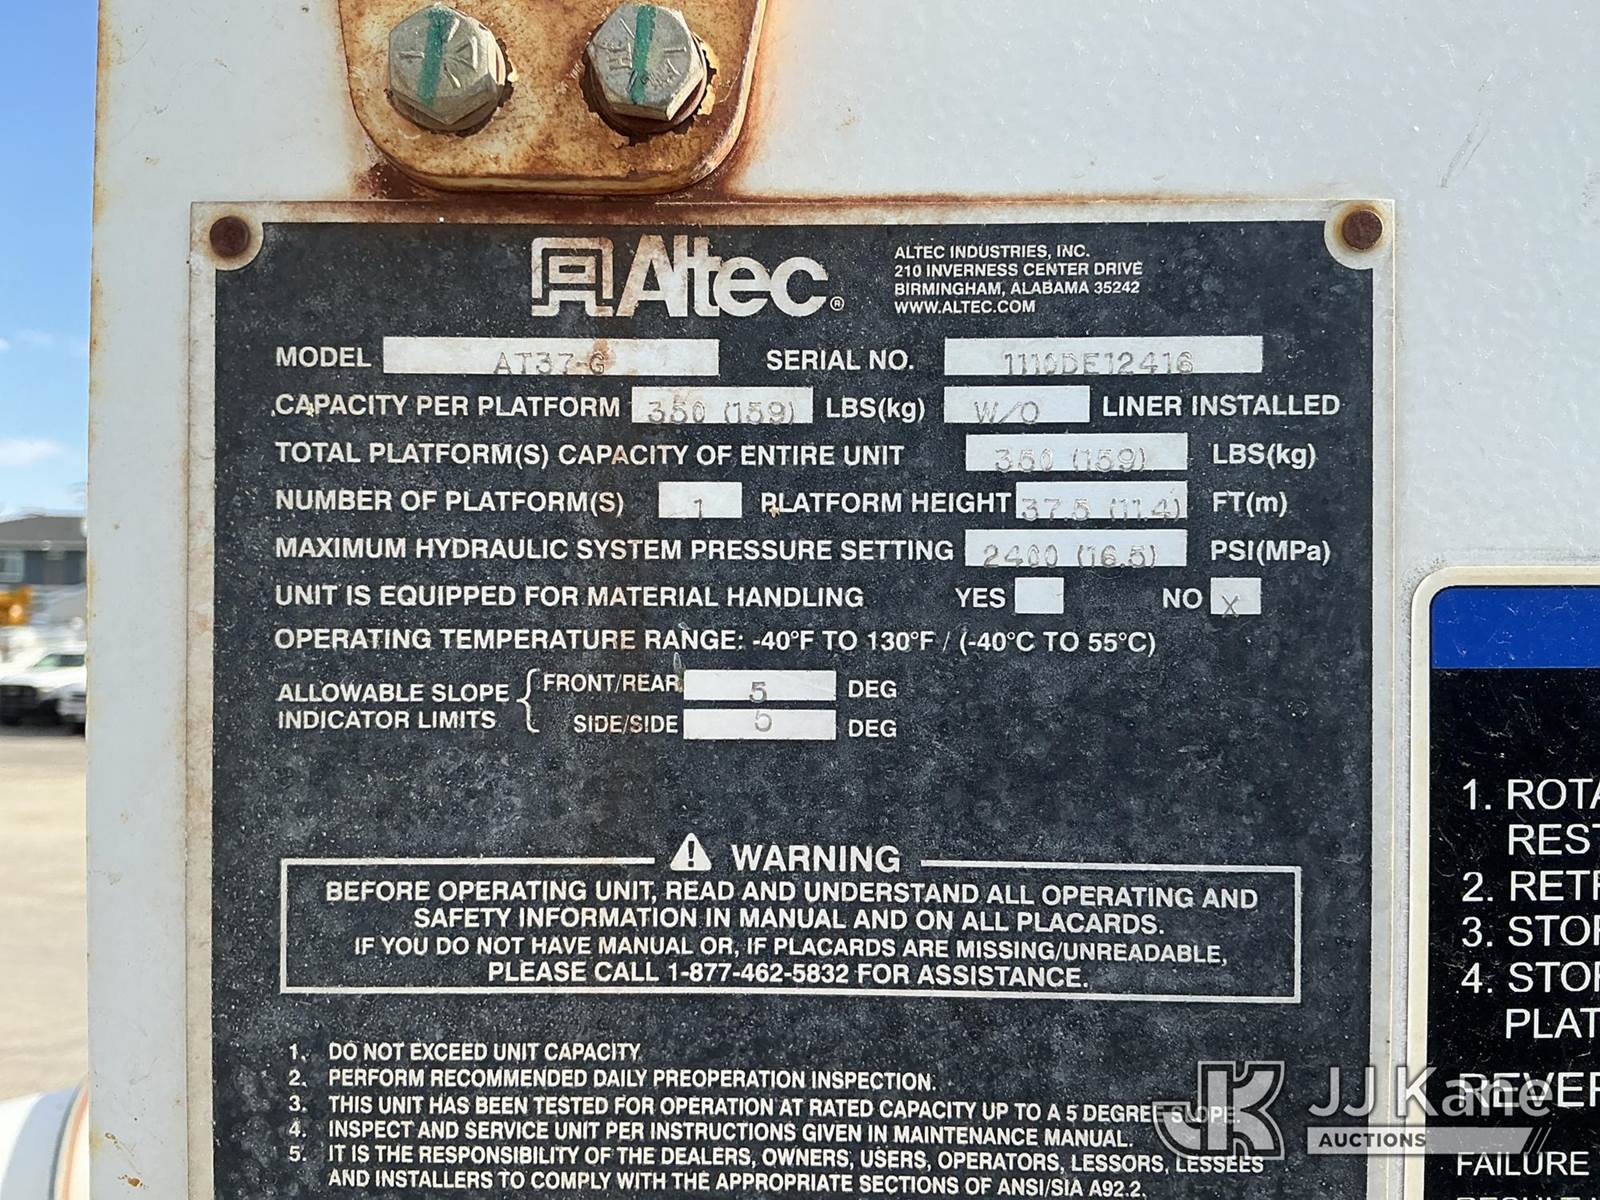 Altec®
ALTEC INDUSTRIES, INC.
210 INVERNESS CENTER DRIVE
BIRMINGHAM, ALABAMA 35242
WWW.ALTEC.COM
MODEL AT37-G SERIAL NO. 1110DE12416
CAPACITY PER PLATFORM 350 (159) LBS(kg) W/O LINER INSTALLED
TOTAL PLATFORM(S) CAPACITY OF ENTIRE UNIT 350 (159) LBS(kg)
NUMBER OF PLATFORM(S) 1 PLATFORM HEIGHT 37.5 (11.4) FT(m)
MAXIMUM HYDRAULIC SYSTEM PRESSURE SETTING 2400 (16.5) PSI(MPa)
UNIT IS EQUIPPED FOR MATERIAL HANDLING YES NO X
OPERATING TEMPERATURE RANGE: -40°F TO 130°F / (-40°C TO 55°C)
ALLOWABLE SLOPE INDICATOR LIMITS
FRONT/REAR 5 DEG
SIDE/SIDE 5 DEG
⚠ WARNING
BEFORE OPERATING UNIT, READ AND UNDERSTAND ALL OPERATING AND
SAFETY INFORMATION IN MANUAL AND ON ALL PLACARDS.
IF YOU DO NOT HAVE MANUAL OR, IF PLACARDS ARE MISSING/UNREADABLE,
PLEASE CALL 1-877-462-5832 FOR ASSISTANCE.
1. DO NOT EXCEED UNIT CAPACITY.
2. PERFORM RECOMMENDED DAILY PREOPERATION INSPECTION.
3. THIS UNIT HAS BEEN TESTED FOR OPERATION AT RATED CAPACITY UP TO A 5 DEGREE SLOPE.
4. INSPECT AND SERVICE UNIT PER INSTRUCTIONS GIVEN IN MAINTENANCE MANUAL.
5. IT IS THE RESPONSIBILITY OF THE DEALERS, OWNERS, USERS, OPERATORS, LESSORS, LESSEES
AND INSTALLERS TO COMPLY WITH THE APPROPRIATE SECTIONS OF ANSI/SIA A92.2.
1. ROTA
REST
2. RETR
3. STOR
4. STOR
PLAT
REVER
FAILURE
JK JJ Kane
AUCTIONS